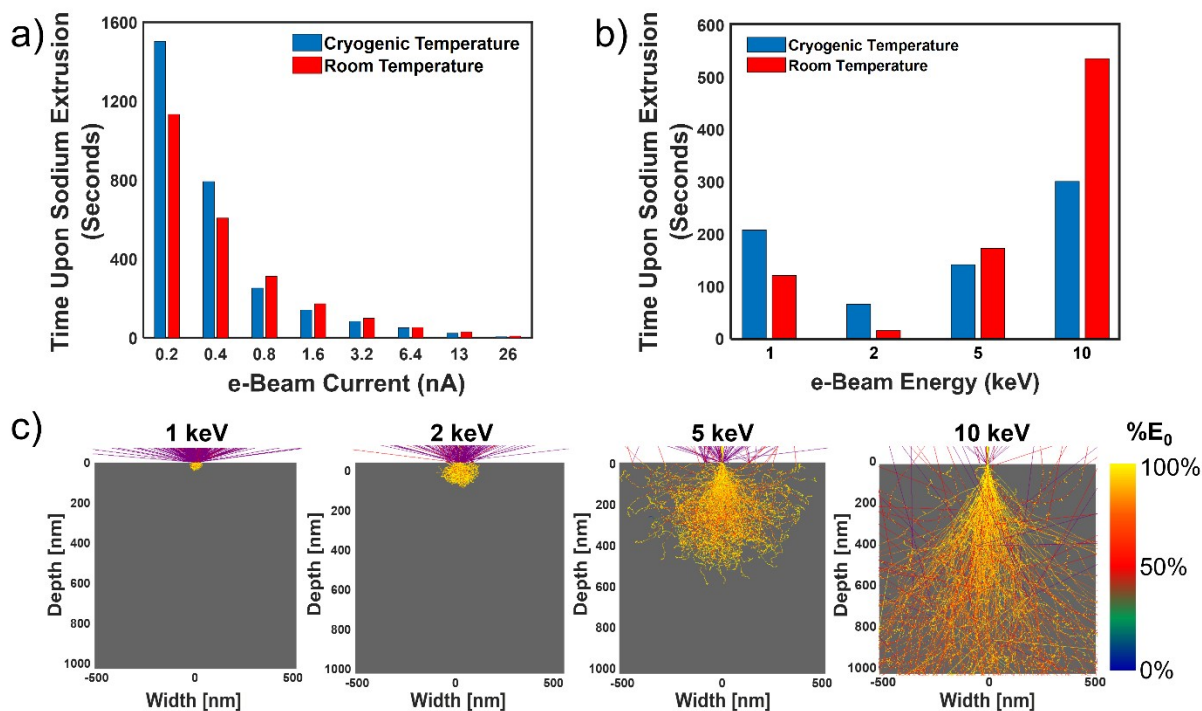 a)
Time Upon Sodium Extrusion
(Seconds)
1600
1200
800
400
0
Cryogenic Temperature
Room Temperature
0.2 0.4 0.8 1.6 3.2 6.4 13 26
e-Beam Current (nA)
b)
Time Upon Sodium Extrusion
(Seconds)
600
500
400
300
200
100
0
Cryogenic Temperature
Room Temperature
1 2 5 10
e-Beam Energy (keV)
c)
1 keV
Depth [nm]
0
200
400
600
800
1000
-500 0 500
Width [nm]
2 keV
Depth [nm]
0
200
400
600
800
1000
-500 0 500
Width [nm]
5 keV
Depth [nm]
0
200
400
600
800
1000
-500 0 500
Width [nm]
10 keV
Depth [nm]
0
200
400
600
800
1000
-500 0 500
Width [nm]
%E₀
100%
50%
0%